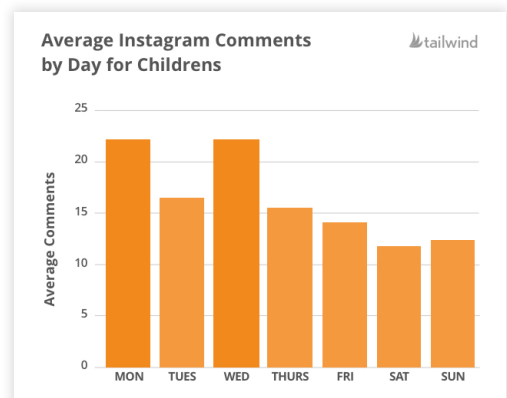 Average Instagram Comments
by Day for Childrens
tailwind
Average Comments
25
20
15
10
5
0
MON TUES WED THURS FRI SAT SUN